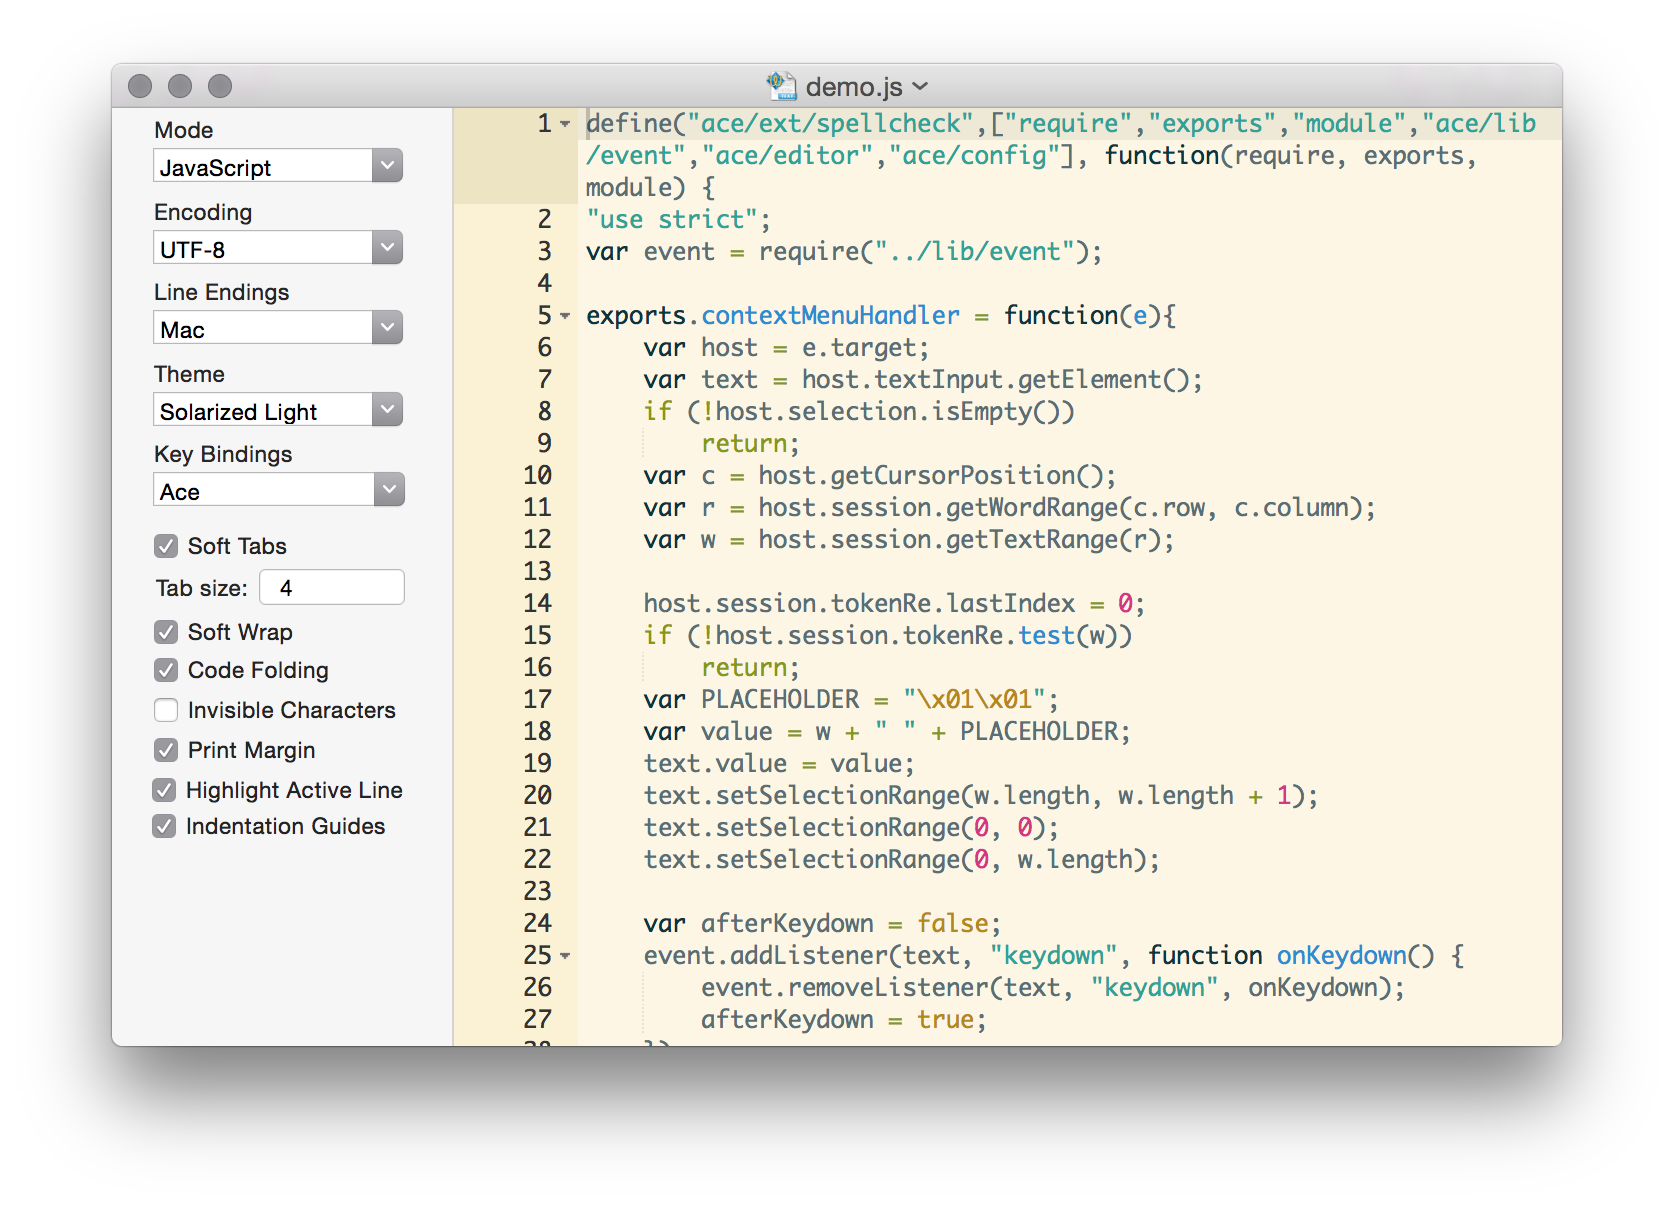 demo.js
Mode
JavaScript
Encoding
UTF-8
Line Endings
Mac
Theme
Solarized Light
Key Bindings
Ace
Soft Tabs
Tab size: 4
Soft Wrap
Code Folding
Invisible Characters
Print Margin
Highlight Active Line
Indentation Guides
1 define("ace/ext/spellcheck",["require","exports","module","ace/lib
/event","ace/editor","ace/config"], function(require, exports,
module) {
2 "use strict";
3 var event = require("../lib/event");
4
5 exports.contextMenuHandler = function(e){
6     var host = e.target;
7     var text = host.textInput.getElement();
8     if (!host.selection.isEmpty())
9         return;
10     var c = host.getCursorPosition();
11     var r = host.session.getWordRange(c.row, c.column);
12     var w = host.session.getTextRange(r);
13
14     host.session.tokenRe.lastIndex = 0;
15     if (!host.session.tokenRe.test(w))
16         return;
17     var PLACEHOLDER = "\x01\x01";
18     var value = w + " " + PLACEHOLDER;
19     text.value = value;
20     text.setSelectionRange(w.length, w.length + 1);
21     text.setSelectionRange(0, 0);
22     text.setSelectionRange(0, w.length);
23
24     var afterKeydown = false;
25     event.addListener(text, "keydown", function onKeydown() {
26         event.removeListener(text, "keydown", onKeydown);
27         afterKeydown = true;